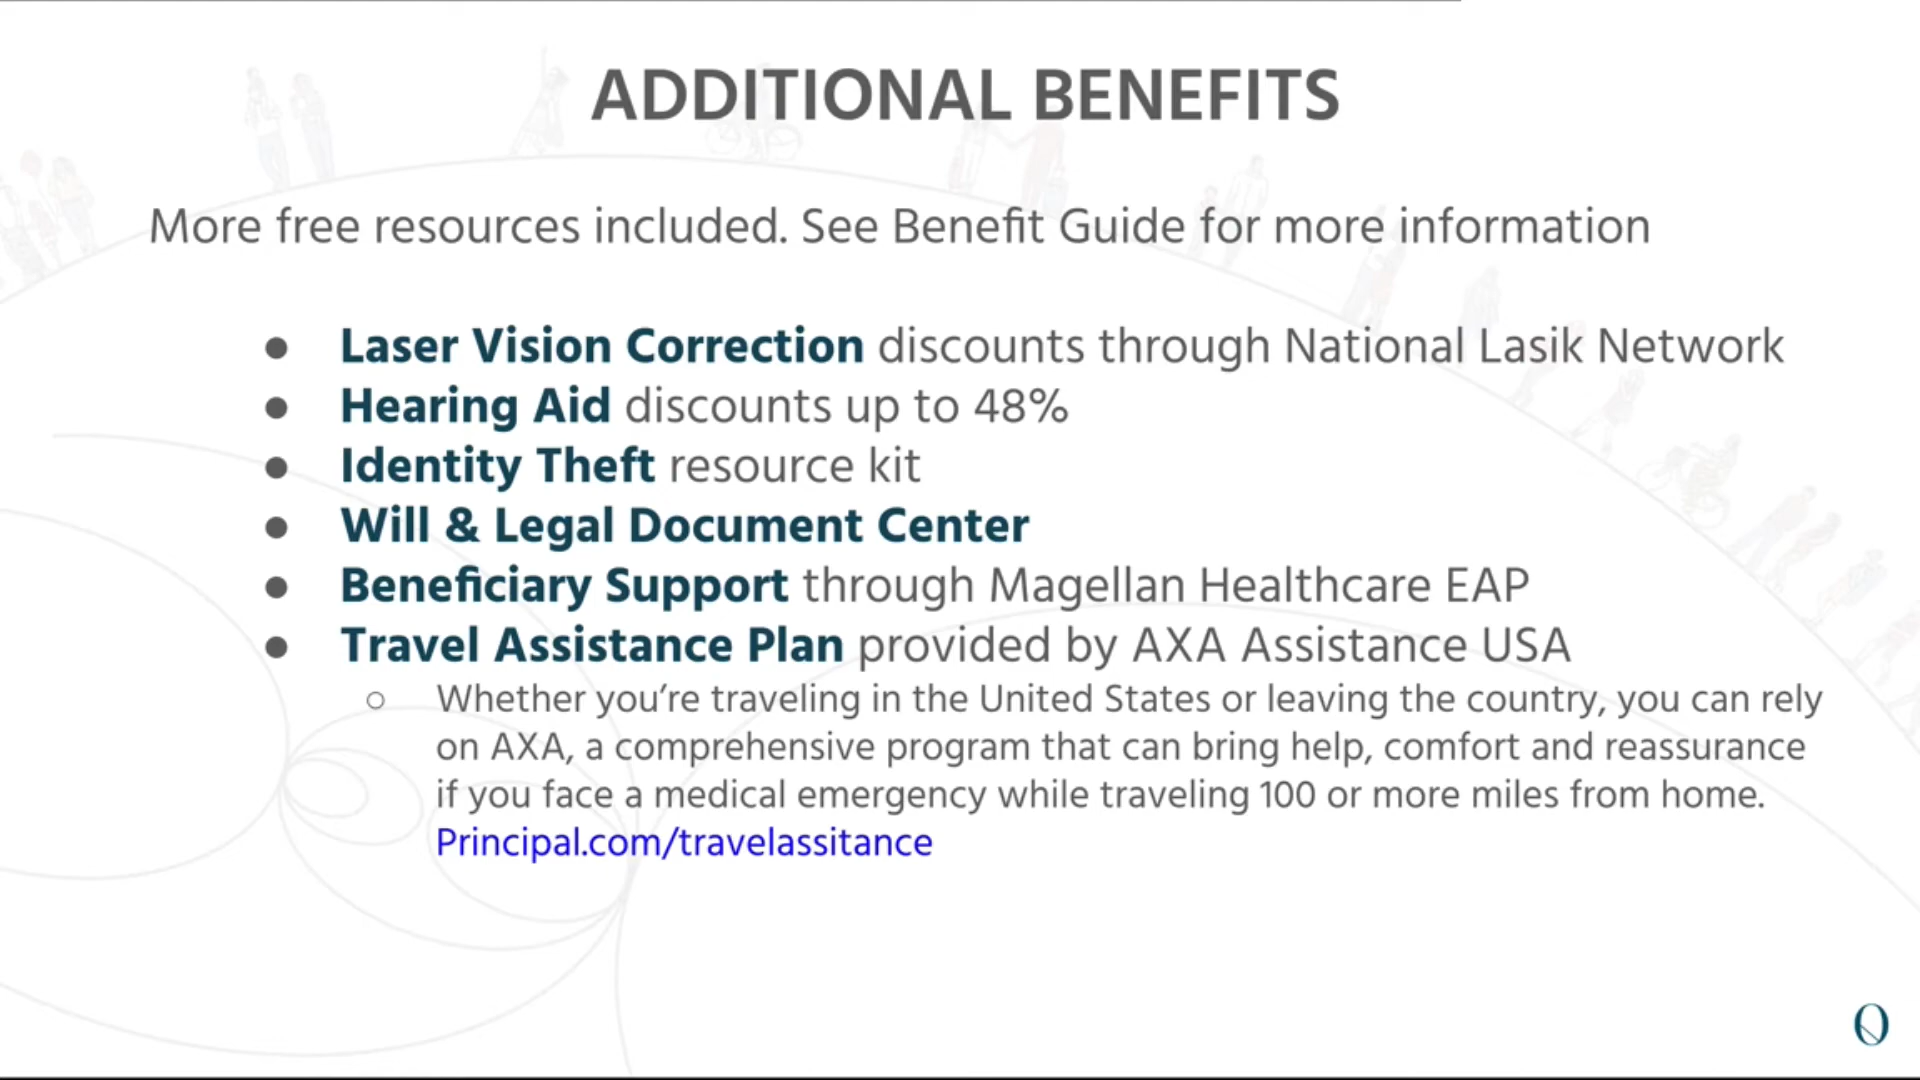 ADDITIONAL BENEFITS
More free resources included. See Benefit Guide for more information
● Laser Vision Correction discounts through National Lasik Network
● Hearing Aid discounts up to 48%
● Identity Theft resource kit
● Will & Legal Document Center
● Beneficiary Support through Magellan Healthcare EAP
● Travel Assistance Plan provided by AXA Assistance USA
○ Whether you’re traveling in the United States or leaving the country, you can rely
on AXA, a comprehensive program that can bring help, comfort and reassurance
if you face a medical emergency while traveling 100 or more miles from home.
Principal.com/travelassitance